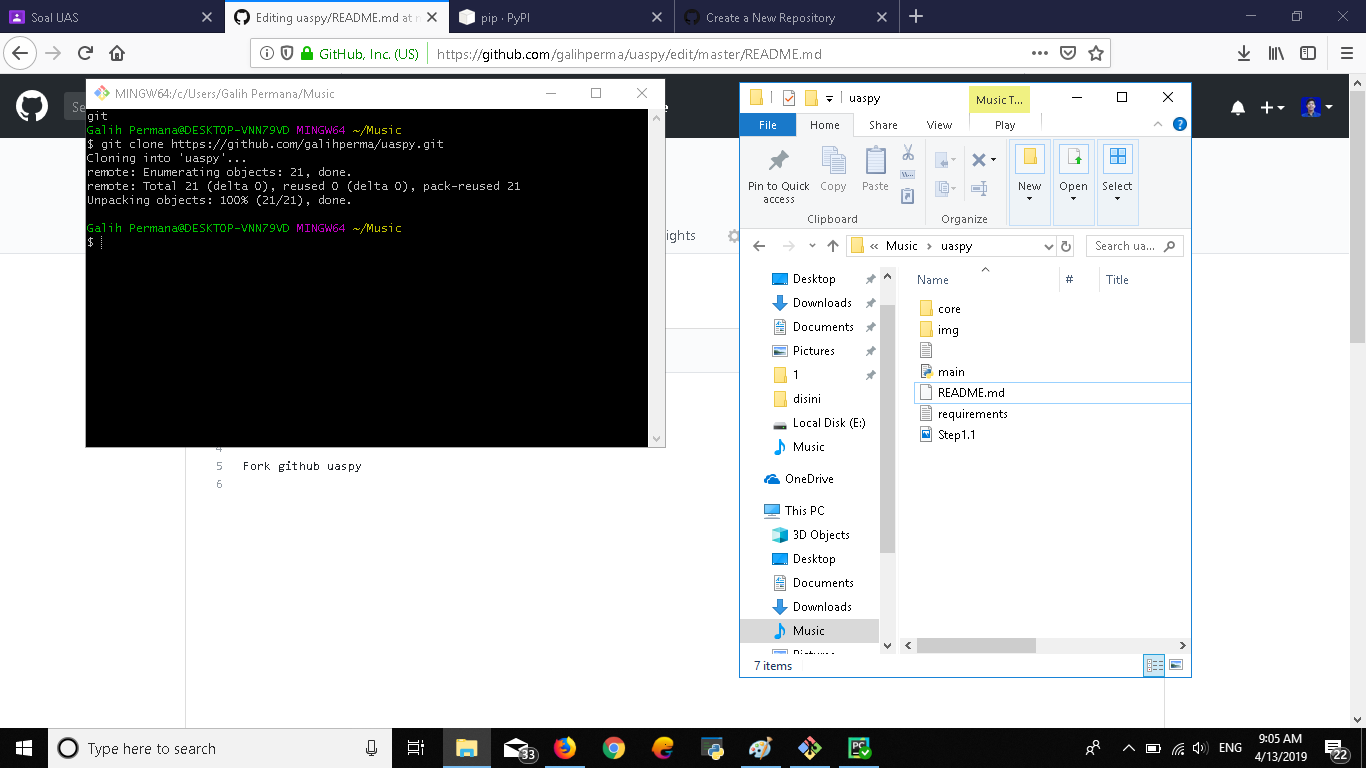 Soal UAS
Editing uaspy/README.md at
pip · PyPI
Create a New Repository
GitHub, Inc. (US)
https://github.com/galihperma/uaspy/edit/master/README.md
MINGW64:/c/Users/Galih Permana/Music
git
Galih Permana@DESKTOP-VNN79VD MINGW64 ~/Music
$ git clone https://github.com/galihperma/uaspy.git
Cloning into 'uaspy'...
remote: Enumerating objects: 21, done.
remote: Total 21 (delta 0), reused 0 (delta 0), pack-reused 21
Unpacking objects: 100% (21/21), done.
Galih Permana@DESKTOP-VNN79VD MINGW64 ~/Music
$
5 Fork github uaspy
6
uaspy
Music T...
File Home Share View Play
Pin to Quick access
Copy
Paste
New
Open
Select
Clipboard
Organize
« Music › uaspy
Search ua...
Desktop
Downloads
Documents
Pictures
1
disini
Local Disk (E:)
Music
OneDrive
This PC
3D Objects
Desktop
Documents
Downloads
Music
Name # Title
core
img
main
README.md
requirements
Step1.1
7 items
Type here to search
33
ENG
9:05 AM
4/13/2019
22